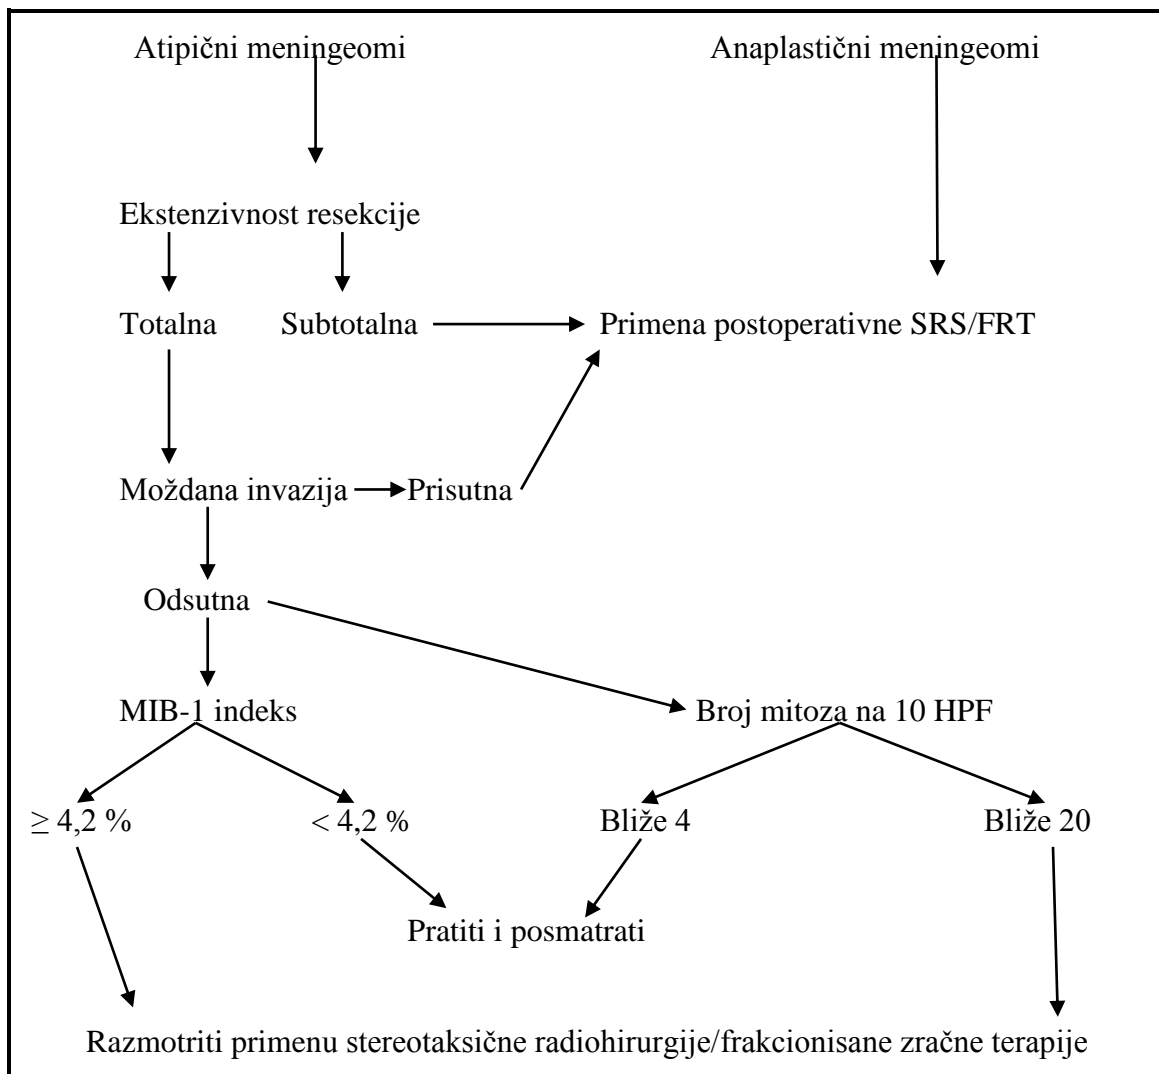 Atipični meningeomi
Anaplastični meningeomi
Ekstenzivnost resekcije
Totalna
Subtotalna
Primena postoperativne SRS/FRT
Moždana invazija
Prisutna
Odsutna
MIB-1 indeks
Broj mitoza na 10 HPF
≥ 4,2 %
< 4,2 %
Bliže 4
Bliže 20
Pratiti i posmatrati
Razmotriti primenu stereotaksične radiohirurgije/frakcionisane zračne terapije